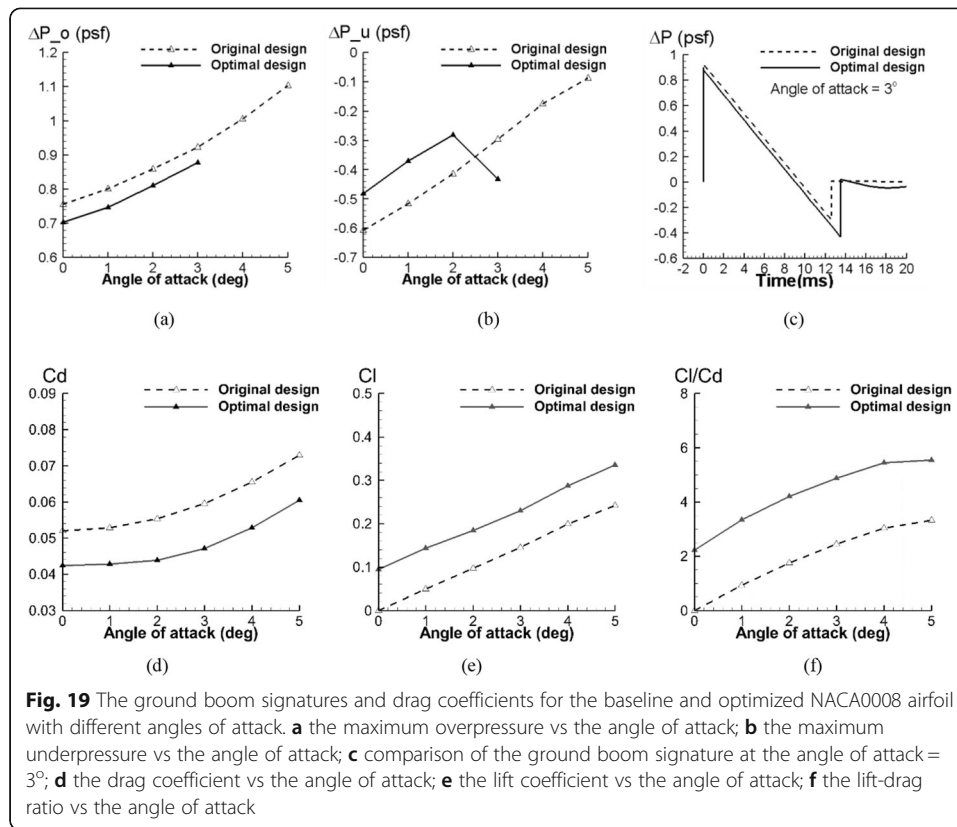 ΔP_o (psf)
1.2
1.1
1
0.9
0.8
0.7
0.6
0 1 2 3 4 5
Original design
Optimal design
Angle of attack (deg)
(a)
ΔP_u (psf)
-0
-0.1
-0.2
-0.3
-0.4
-0.5
-0.6
-0.7
0 1 2 3 4 5
Original design
Optimal design
Angle of attack (deg)
(b)
ΔP (psf)
1
0.8
0.6
0.4
0.2
0
-0.2
-0.4
-0.6
-2 0 2 4 6 8 10 12 14 16 18 20
Original design
Optimal design
Angle of attack = 3°
Time(ms)
(c)
Cd
0.09
0.08
0.07
0.06
0.05
0.04
0.03
0 1 2 3 4 5
Original design
Optimal design
Angle of attack (deg)
(d)
Cl
0.5
0.4
0.3
0.2
0.1
0
0 1 2 3 4 5
Original design
Optimal design
Angle of attack (deg)
(e)
Cl/Cd
8
6
4
2
0
0 1 2 3 4 5
Original design
Optimal design
Angle of attack (deg)
(f)
Fig. 19 The ground boom signatures and drag coefficients for the baseline and optimized NACA0008 airfoil
with different angles of attack. a the maximum overpressure vs the angle of attack; b the maximum
underpressure vs the angle of attack; c comparison of the ground boom signature at the angle of attack =
3°; d the drag coefficient vs the angle of attack; e the lift coefficient vs the angle of attack; f the lift-drag
ratio vs the angle of attack